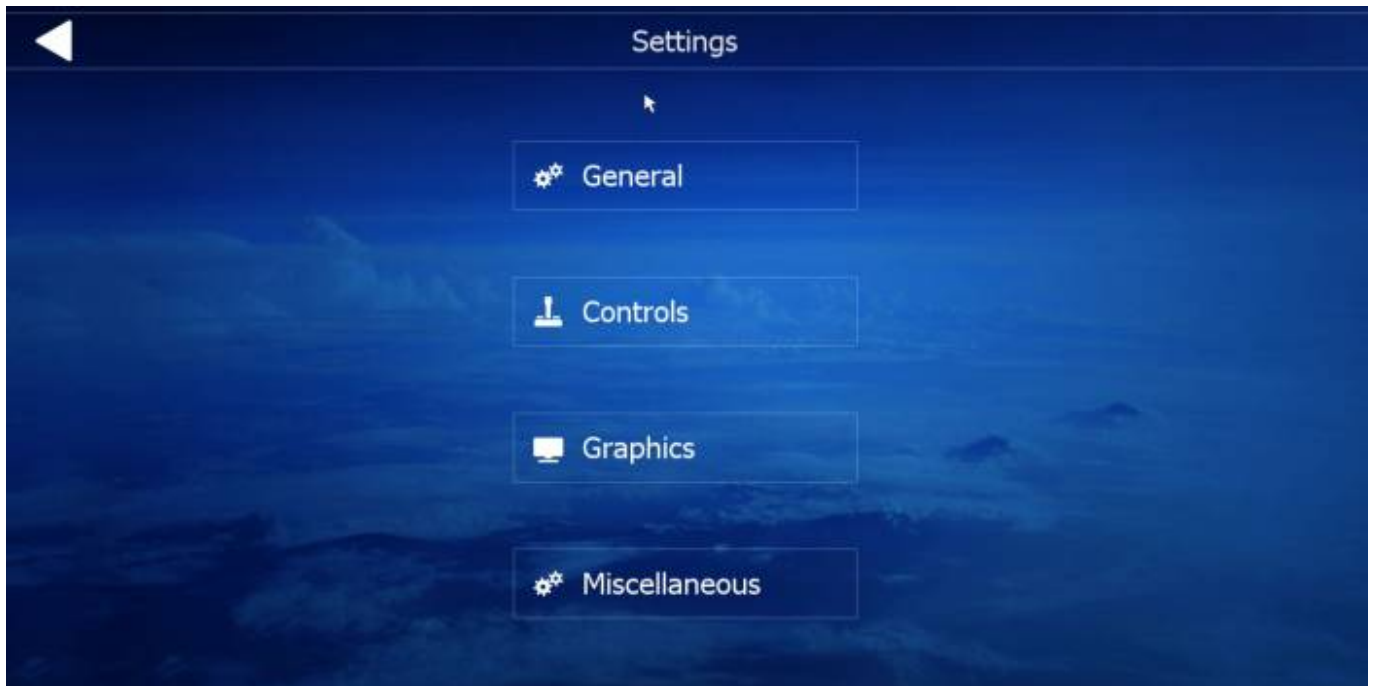 Settings
General
Controls
Graphics
Miscellaneous